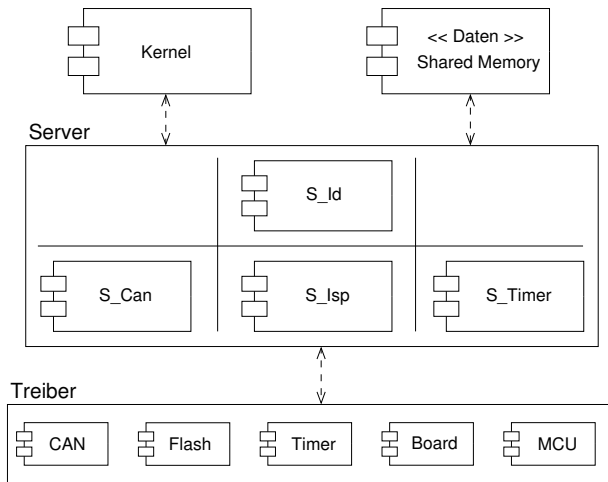 Kernel
<< Daten >>
Shared Memory
Server
S_Id
S_Can
S_Isp
S_Timer
Treiber
CAN
Flash
Timer
Board
MCU